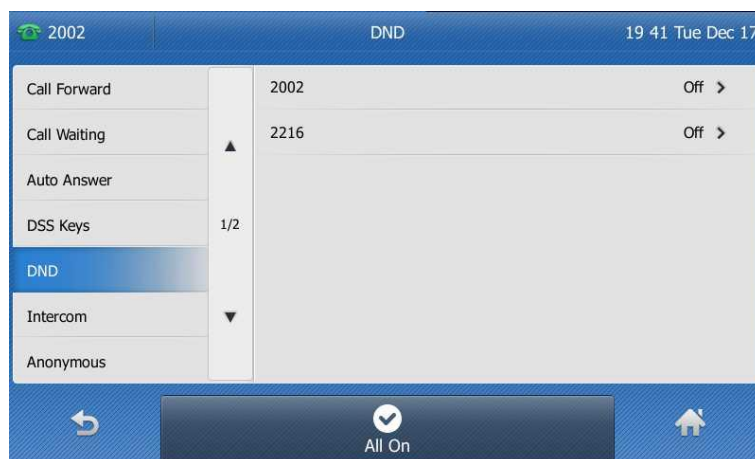 2002 DND 19 41 Tue Dec 17
Call Forward
Call Waiting
Auto Answer
DSS Keys
DND
Intercom
Anonymous
1/2
2002 Off
2216 Off
All On